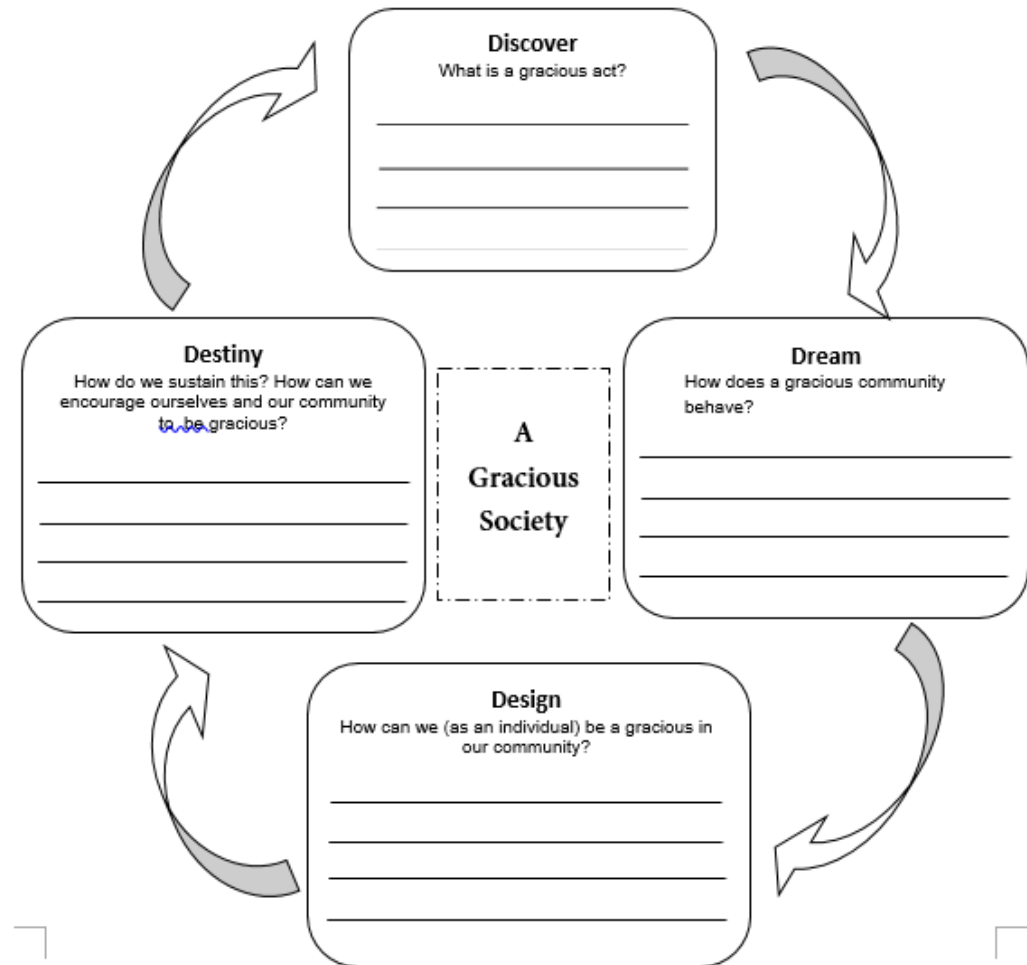 Discover
What is a gracious act?
Dream
How does a gracious community
behave?
Design
How can we (as an individual) be a gracious in
our community?
Destiny
How do we sustain this? How can we
encourage ourselves and our community
to be gracious?
A
Gracious
Society